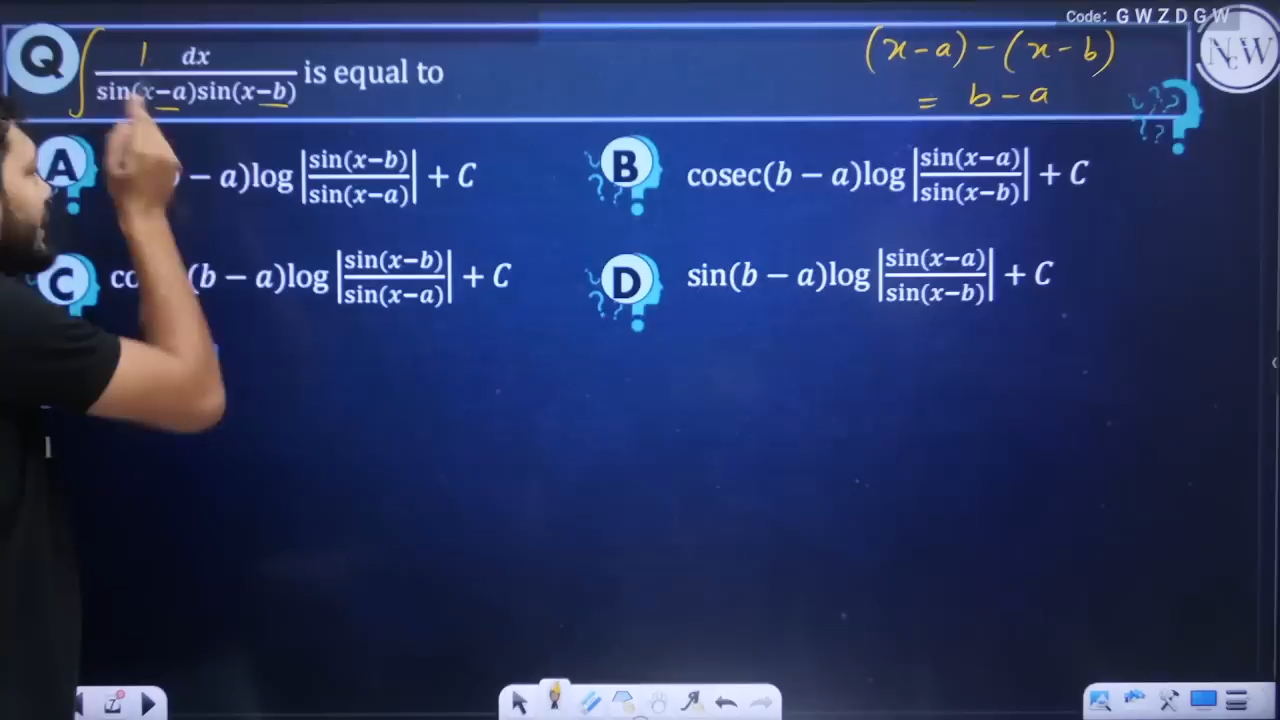 Code: G W Z D G W
Q ∫ 1 dx / sin(x−a)sin(x−b) is equal to
(x-a) - (x-b)
= b - a
NcW
A − a)log |sin(x−b)/sin(x−a)| + C
B cosec(b − a)log |sin(x−a)/sin(x−b)| + C
C (b − a)log |sin(x−b)/sin(x−a)| + C
D sin(b − a)log |sin(x−a)/sin(x−b)| + C